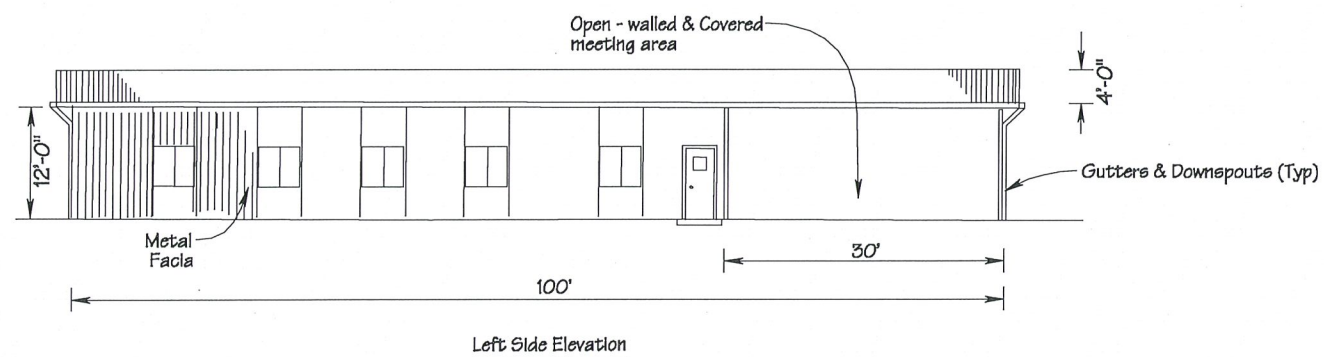 Open - walled & Covered
meeting area
4'-0"
12'-0"
Gutters & Downspouts (Typ)
Metal
Facia
30'
100'
Left Side Elevation